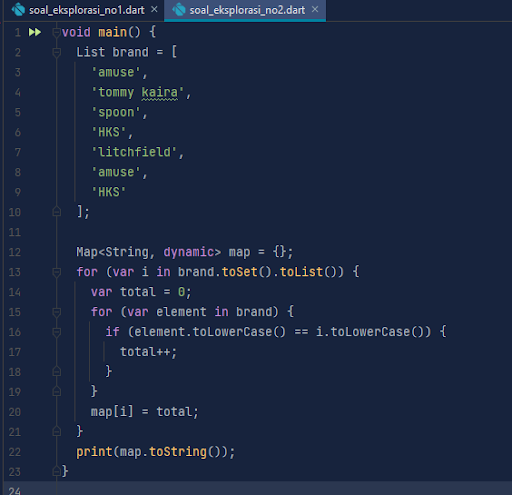 soal_eksplorasi_no1.dart × soal_eksplorasi_no2.dart ×
1 void main() {
2 List brand = [
3 'amuse',
4 'tommy kaira',
5 'spoon',
6 'HKS',
7 'litchfield',
8 'amuse',
9 'HKS'
10 ];
11
12 Map<String, dynamic> map = {};
13 for (var i in brand.toSet().toList()) {
14 var total = 0;
15 for (var element in brand) {
16 if (element.toLowerCase() == i.toLowerCase()) {
17 total++;
18 }
19 }
20 map[i] = total;
21 }
22 print(map.toString());
23 }
24